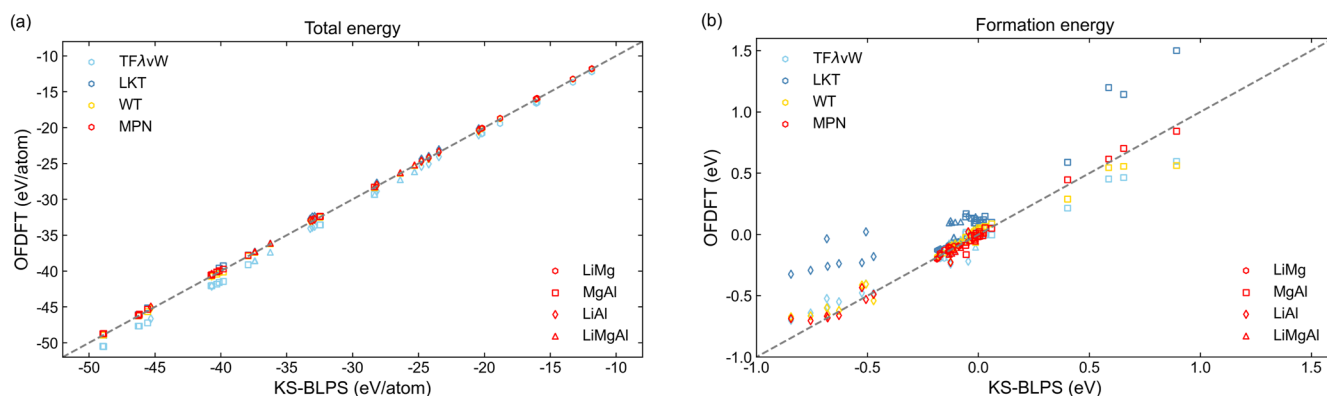 (a)
Total energy
-10
-15
-20
-25
-30
-35
-40
-45
-50
OFDFT (eV/atom)
TFλvW
LKT
WT
MPN
LiMg
MgAl
LiAl
LiMgAl
-50 -45 -40 -35 -30 -25 -20 -15 -10
KS-BLPS (eV/atom)
(b)
Formation energy
1.5
1.0
0.5
0.0
-0.5
-1.0
OFDFT (eV)
TFλvW
LKT
WT
MPN
LiMg
MgAl
LiAl
LiMgAl
-1.0 -0.5 0.0 0.5 1.0 1.5
KS-BLPS (eV)